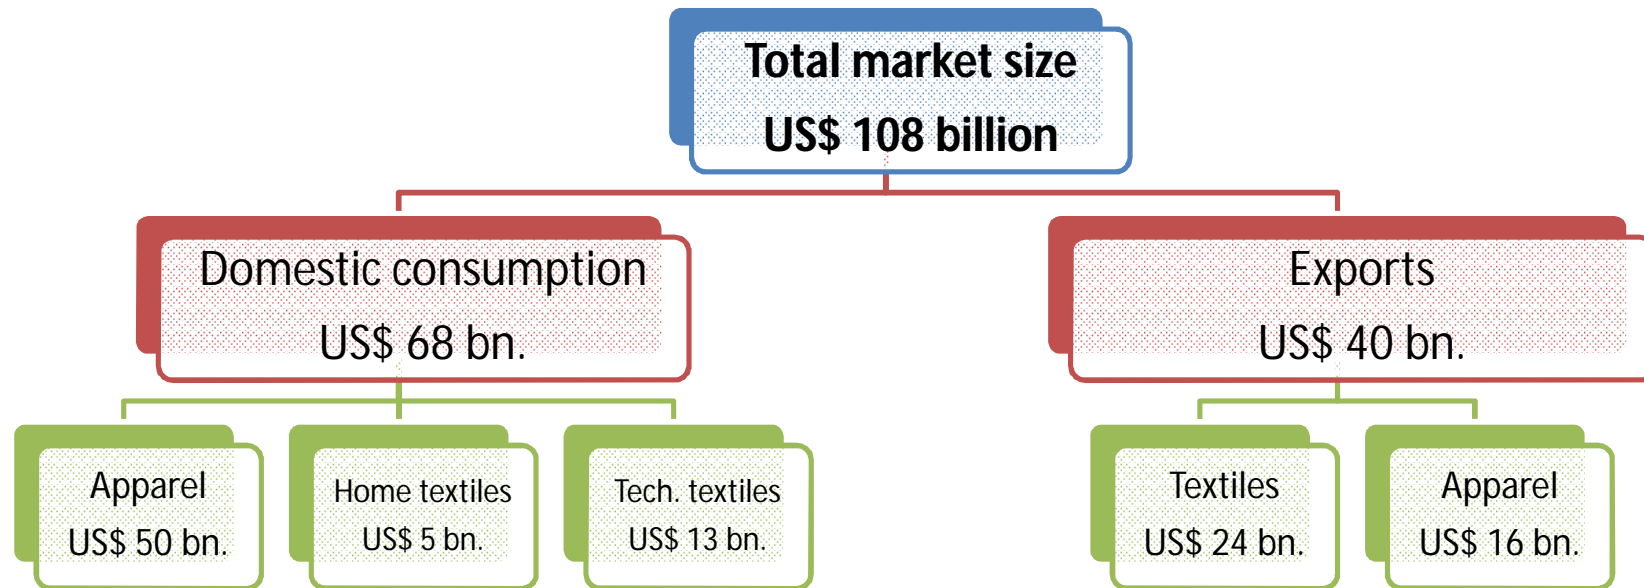 Total market size
US$ 108 billion
Domestic consumption
US$ 68 bn.
Exports
US$ 40 bn.
Apparel
US$ 50 bn.
Home textiles
US$ 5 bn.
Tech. textiles
US$ 13 bn.
Textiles
US$ 24 bn.
Apparel
US$ 16 bn.